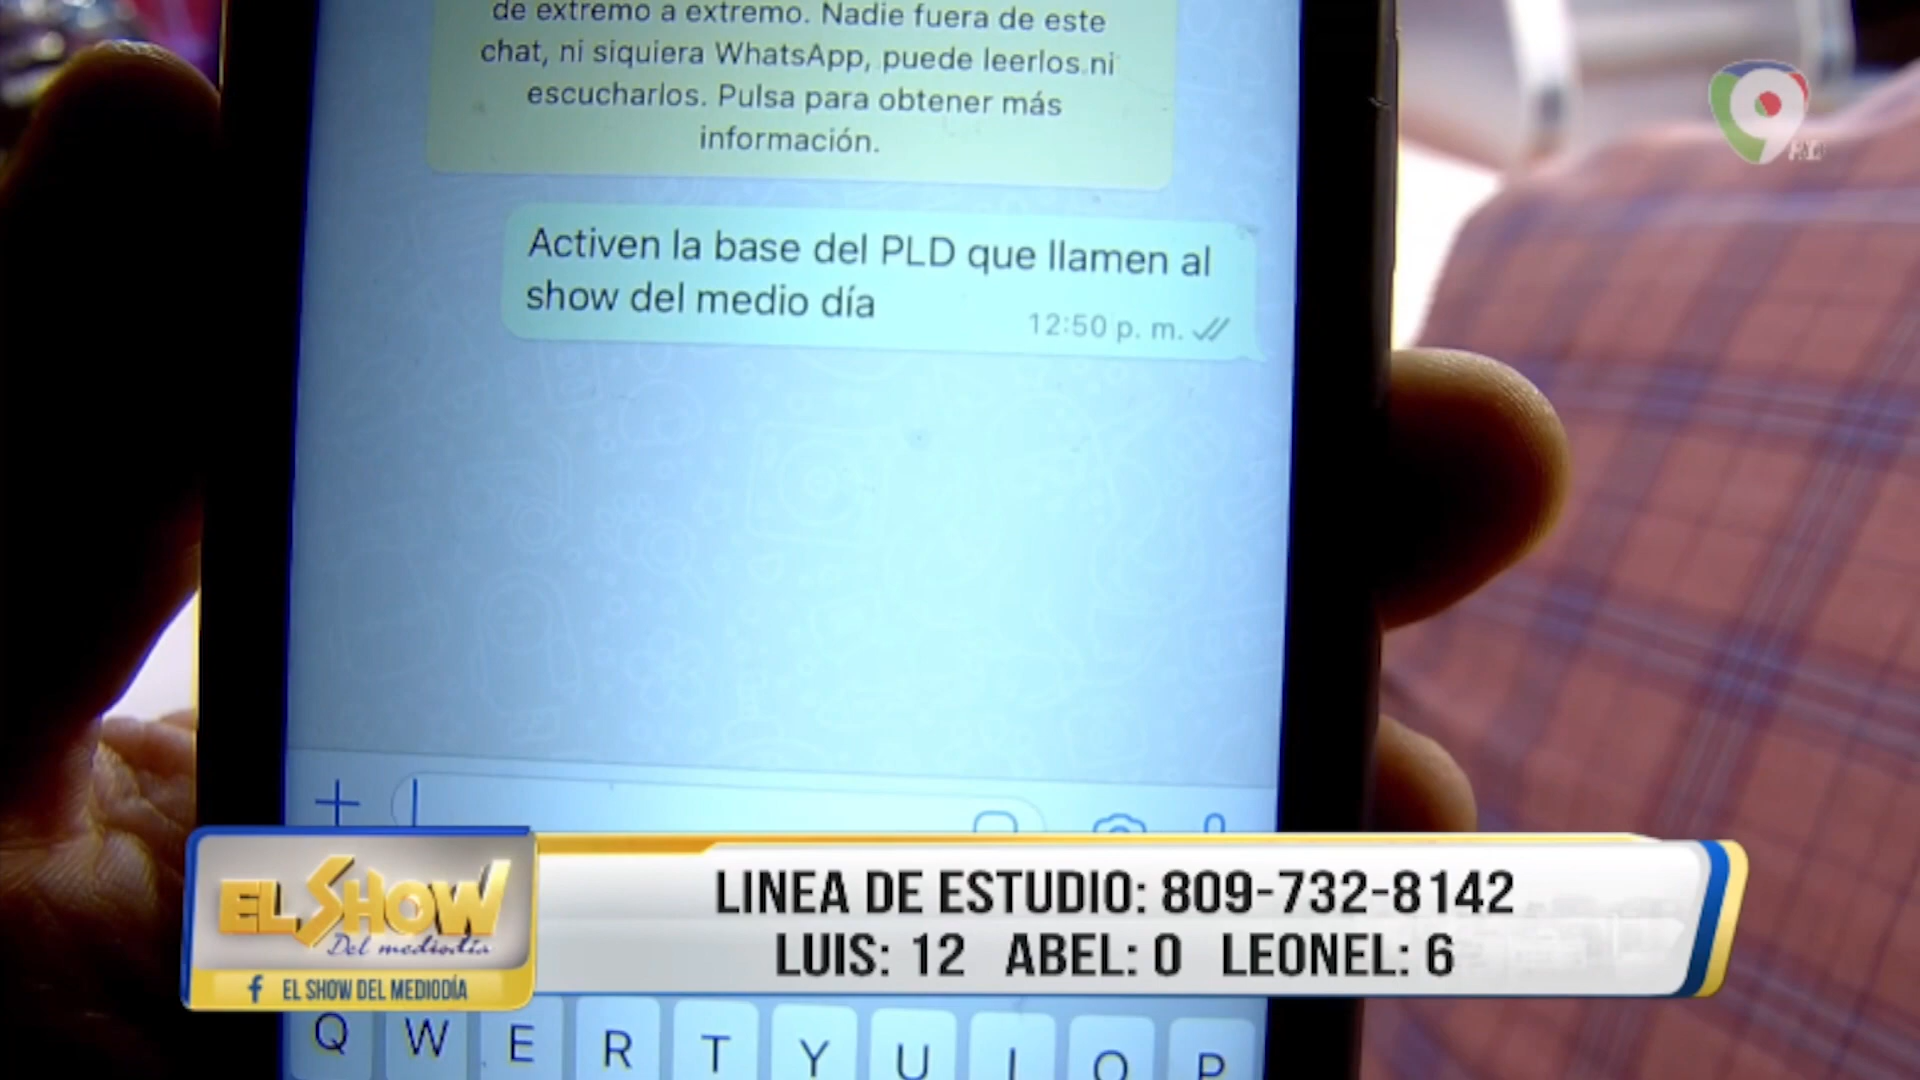 de extremo a extremo. Nadie fuera de este
chat, ni siquiera WhatsApp, puede leerlos ni
escucharlos. Pulsa para obtener más
información.
9
Activen la base del PLD que llamen al
show del medio día
12:50 p. m.
EL SHOW
Del mediodía
f EL SHOW DEL MEDIODÍA
LINEA DE ESTUDIO: 809-732-8142
LUIS: 12 ABEL: 0 LEONEL: 6
Q W E R T Y U I O P